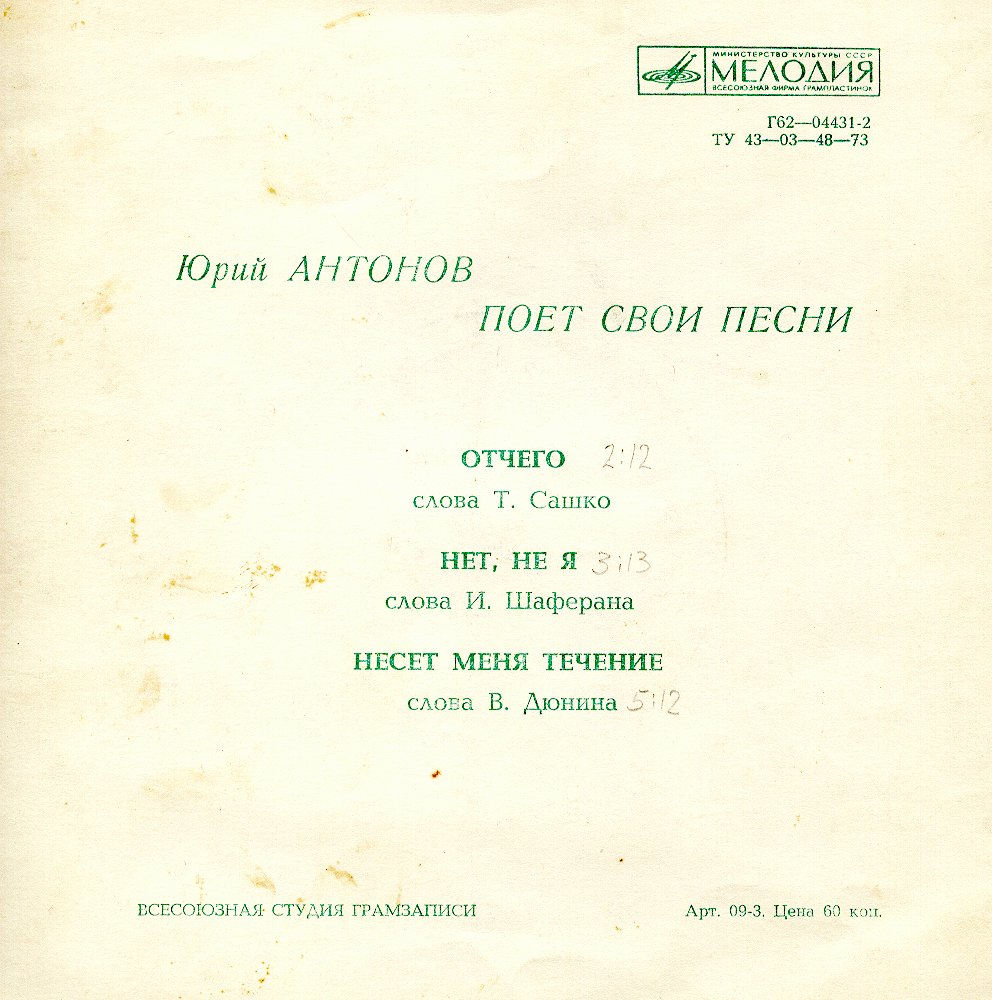 МИНИСТЕРСТВО КУЛЬТУРЫ СССР
МЕЛОДИЯ
ВСЕСОЮЗНАЯ ФИРМА ГРАМПЛАСТИНОК
Г62—04431-2
ТУ 43—03—48—73
Юрий АНТОНОВ
ПОЕТ СВОИ ПЕСНИ
ОТЧЕГО 2:12
слова Т. Сашко
НЕТ, НЕ Я 3:13
слова И. Шаферана
НЕСЕТ МЕНЯ ТЕЧЕНИЕ
слова В. Дюнина 5:12
ВСЕСОЮЗНАЯ СТУДИЯ ГРАМЗАПИСИ
Арт. 09-3. Цена 60 коп.